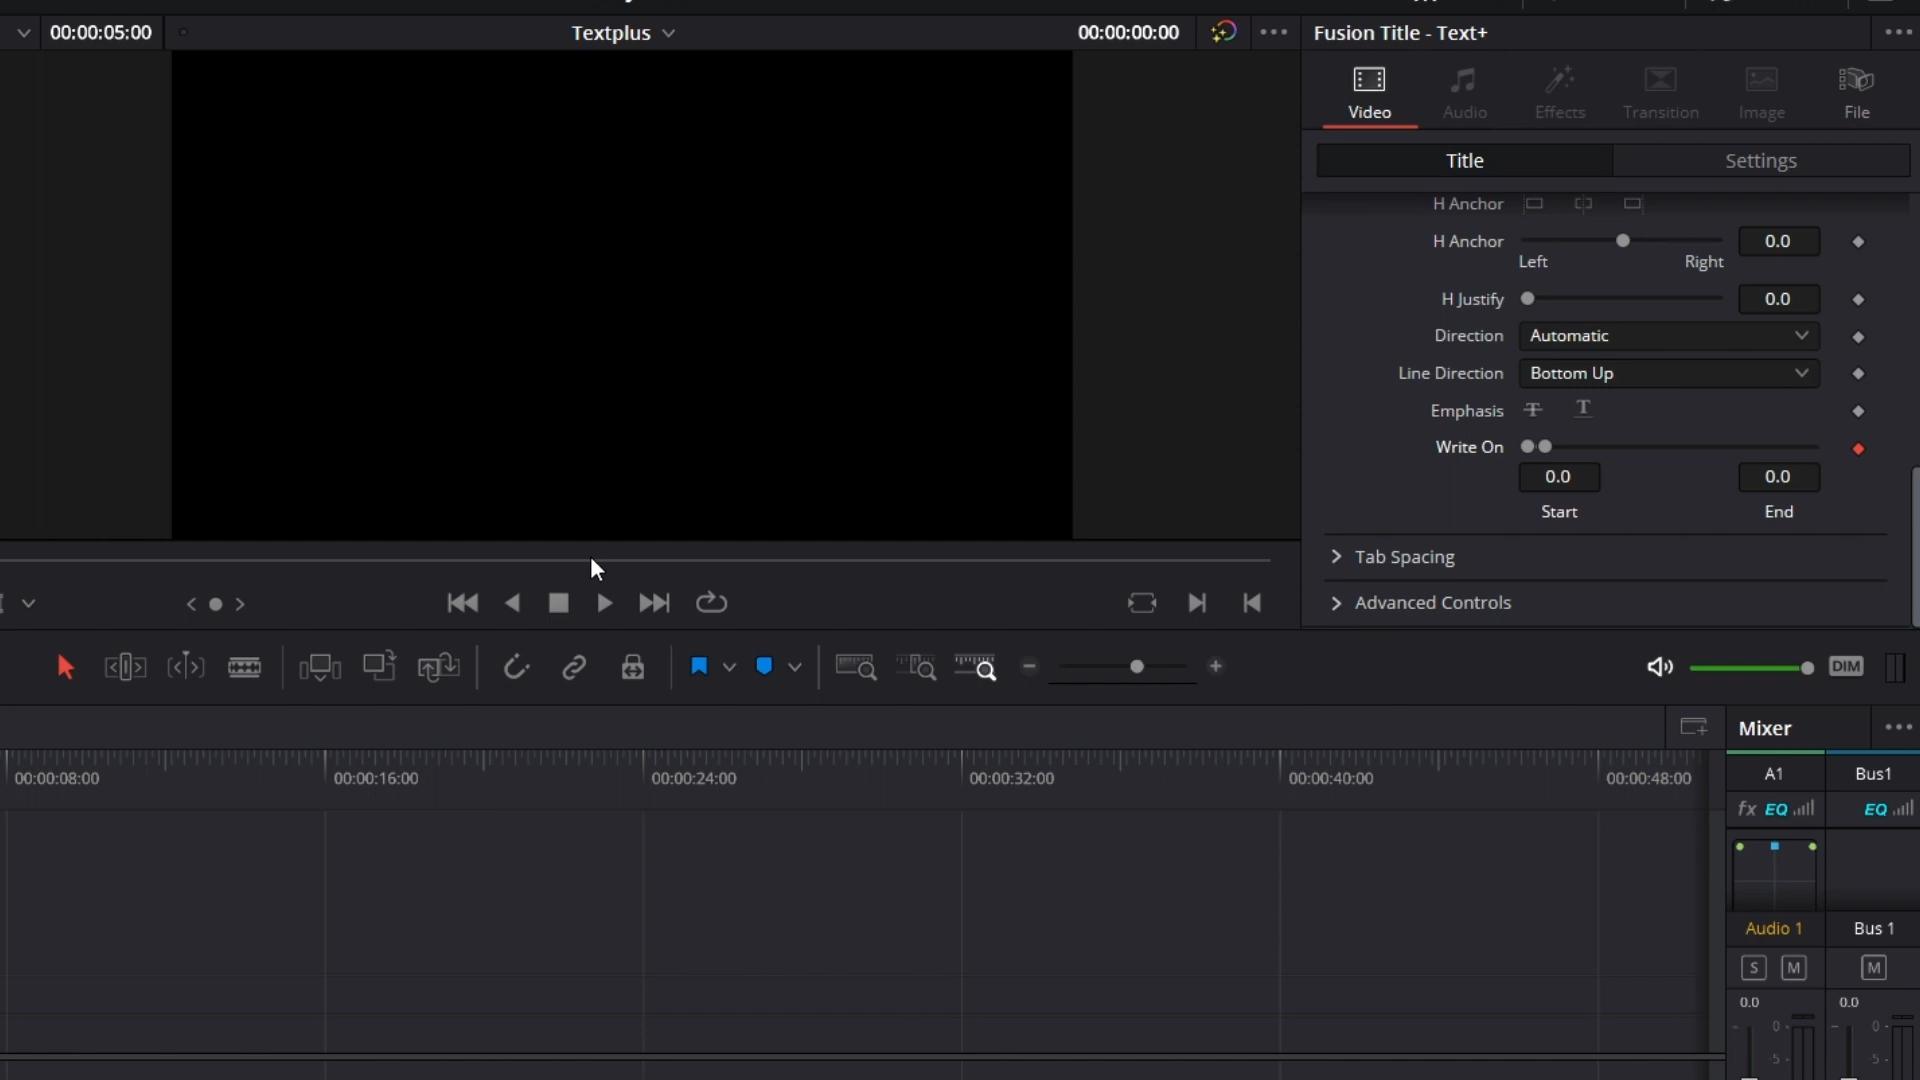 00:00:05:00
Textplus
00:00:00:00
Fusion Title - Text+
Video
Audio
Effects
Transition
Image
File
Title
Settings
H Anchor
H Anchor
0.0
Left
Right
H Justify
0.0
Direction
Automatic
Line Direction
Bottom Up
Emphasis
T
T
Write On
0.0
0.0
Start
End
Tab Spacing
Advanced Controls
DIM
Mixer
00:00:08:00
00:00:16:00
00:00:24:00
00:00:32:00
00:00:40:00
00:00:48:00
A1
Bus1
fx EQ
EQ
Audio 1
Bus 1
S
M
M
0.0
0.0
0
0
-5
-5